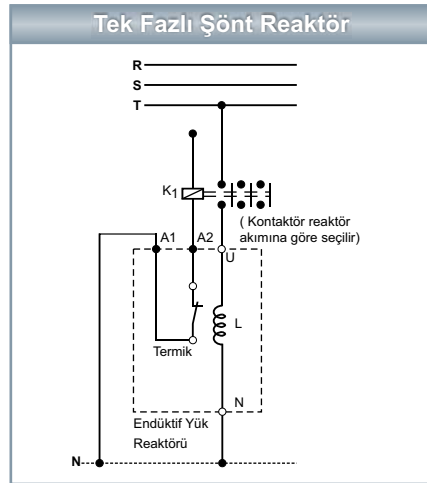 Tek Fazlı Şönt Reaktör
R
S
T
K1
( Kontaktör reaktör
akımına göre seçilir)
A1 A2
U
L
Termik
N
Endüktif Yük
Reaktörü
N